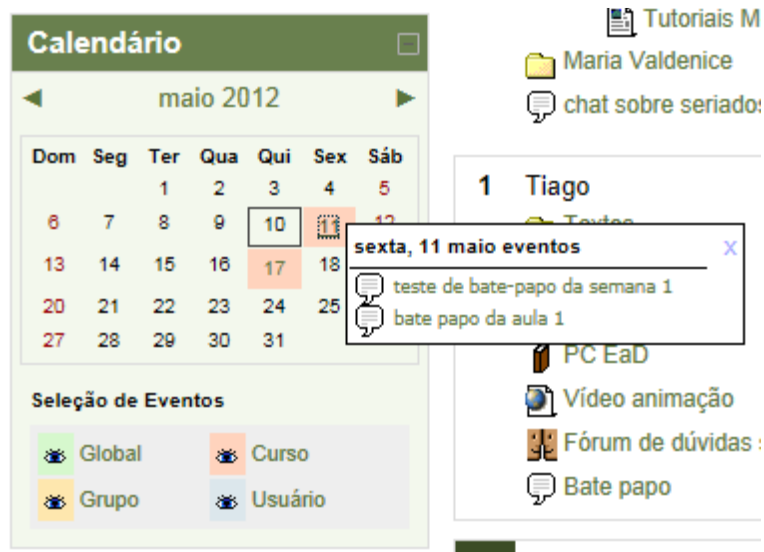 Calendário
◄ maio 2012 ►
Dom Seg Ter Qua Qui Sex Sáb
1 2 3 4 5
6 7 8 9 10 11 12
13 14 15 16 17 18
20 21 22 23 24 25
27 28 29 30 31
Seleção de Eventos
Global Curso
Grupo Usuário
sexta, 11 maio eventos X
teste de bate-papo da semana 1
bate papo da aula 1
Tutoriais M
Maria Valdenice
chat sobre seriados
1 Tiago
Textos
PC EaD
Vídeo animação
Fórum de dúvidas
Bate papo